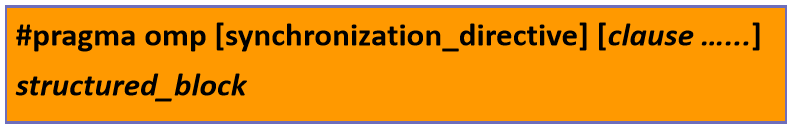 #pragma omp [synchronization_directive] [clause …...]
structured_block